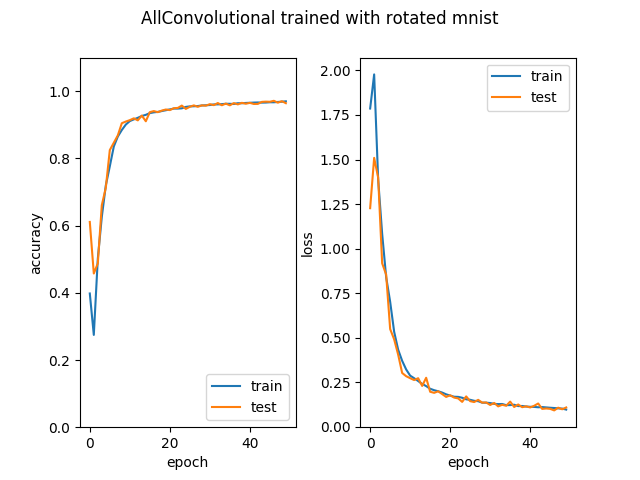 AllConvolutional trained with rotated mnist
accuracy
1.0
0.8
0.6
0.4
0.2
0.0
0
20
40
epoch
train
test
loss
2.00
1.75
1.50
1.25
1.00
0.75
0.50
0.25
0.00
0
20
40
epoch
train
test